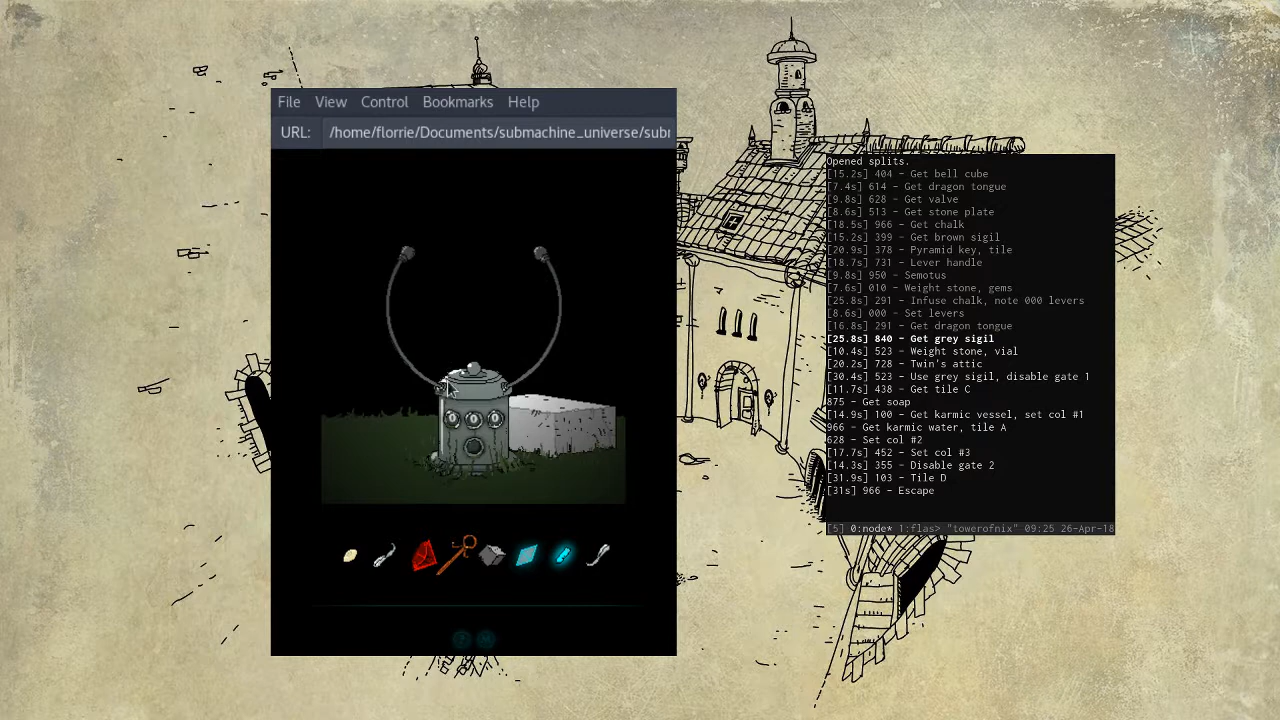 File View Control Bookmarks Help
URL: /home/florrie/Documents/submachine_universe/subr
Opened splits.
[15.2s] 404 – Get bell cube
[7.4s] 614 – Get dragon tongue
[9.8s] 628 – Get valve
[8.6s] 513 – Get stone plate
[18.5s] 966 – Get chalk
[15.2s] 399 – Get brown sigil
[20.9s] 378 – Pyramid key, tile
[18.7s] 731 – Lever handle
[9.8s] 950 – Semotus
[7.6s] 010 – Weight stone, gems
[25.8s] 291 – Infuse chalk, note 000 levers
[8.6s] 000 – Set levers
[16.8s] 291 – Get dragon tongue
[25.8s] 840 – Get grey sigil
[10.4s] 523 – Weight stone, vial
[20.2s] 728 – Twin's attic
[30.4s] 523 – Use grey sigil, disable gate 1
[11.7s] 438 – Get tile C
875 – Get soap
[14.9s] 100 – Get karmic vessel, set col #1
966 – Get karmic water, tile A
628 – Set col #2
[17.7s] 452 – Set col #3
[14.3s] 355 – Disable gate 2
[31.9s] 103 – Tile D
[31s] 966 – Escape
[5] 0:node* 1:flas> "towerofnix" 09:25 26-Apr-18